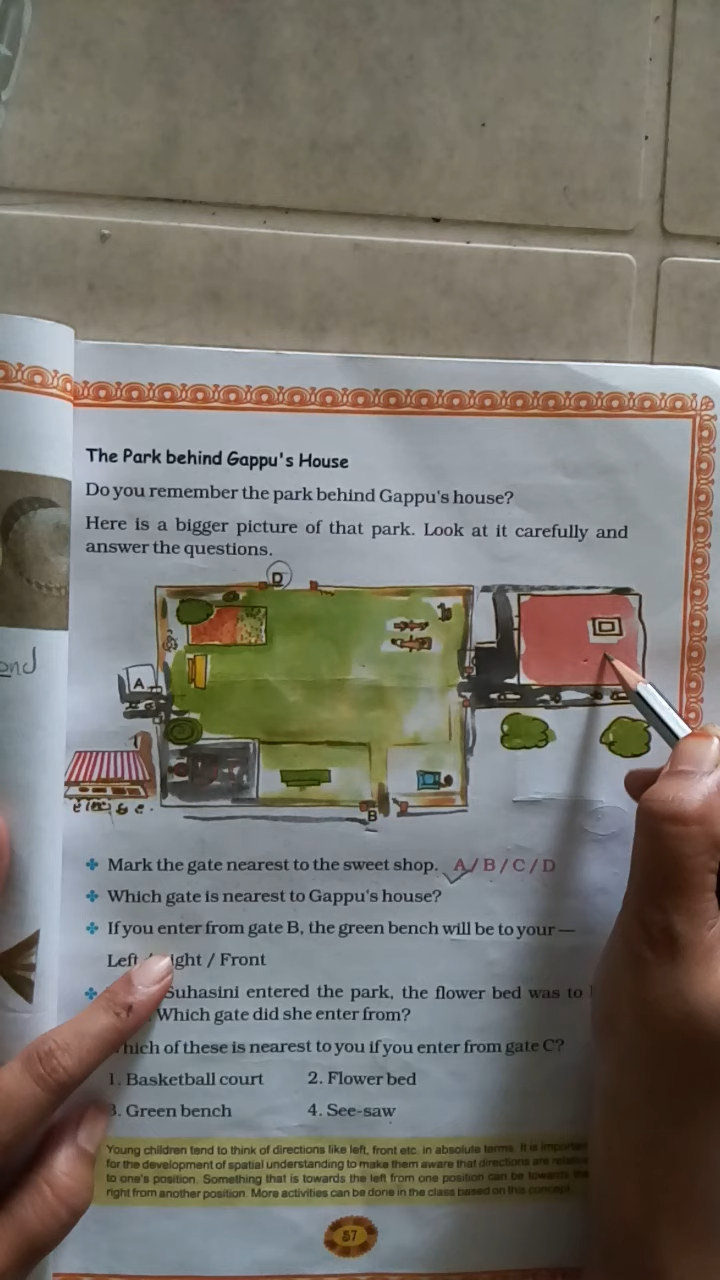 The Park behind Gappu's House
Do you remember the park behind Gappu's house?
Here is a bigger picture of that park. Look at it carefully and
answer the questions.
D
A
B
Mark the gate nearest to the sweet shop. A / B / C / D
Which gate is nearest to Gappu's house?
If you enter from gate B, the green bench will be to your —
Left ight / Front
Suhasini entered the park, the flower bed was to
Which gate did she enter from?
hich of these is nearest to you if you enter from gate C?
1. Basketball court 2. Flower bed
3. Green bench 4. See-saw
Young children tend to think of directions like left, front etc. in absolute terms. It is importan
for the development of spatial understanding to make them aware that directions are relativ
to one's position. Something that is towards the left from one position can be towards the
right from another position. More activities can be done in the class based on this concept.
87